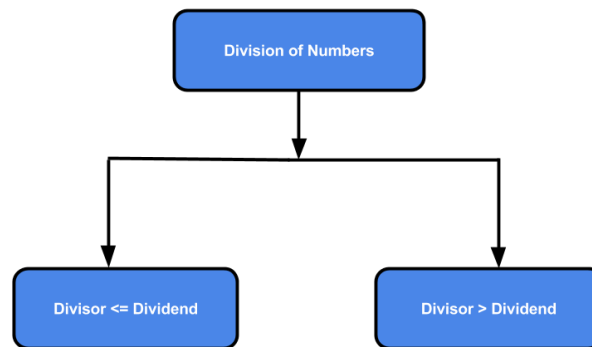 Division of Numbers
Divisor <= Dividend
Divisor > Dividend